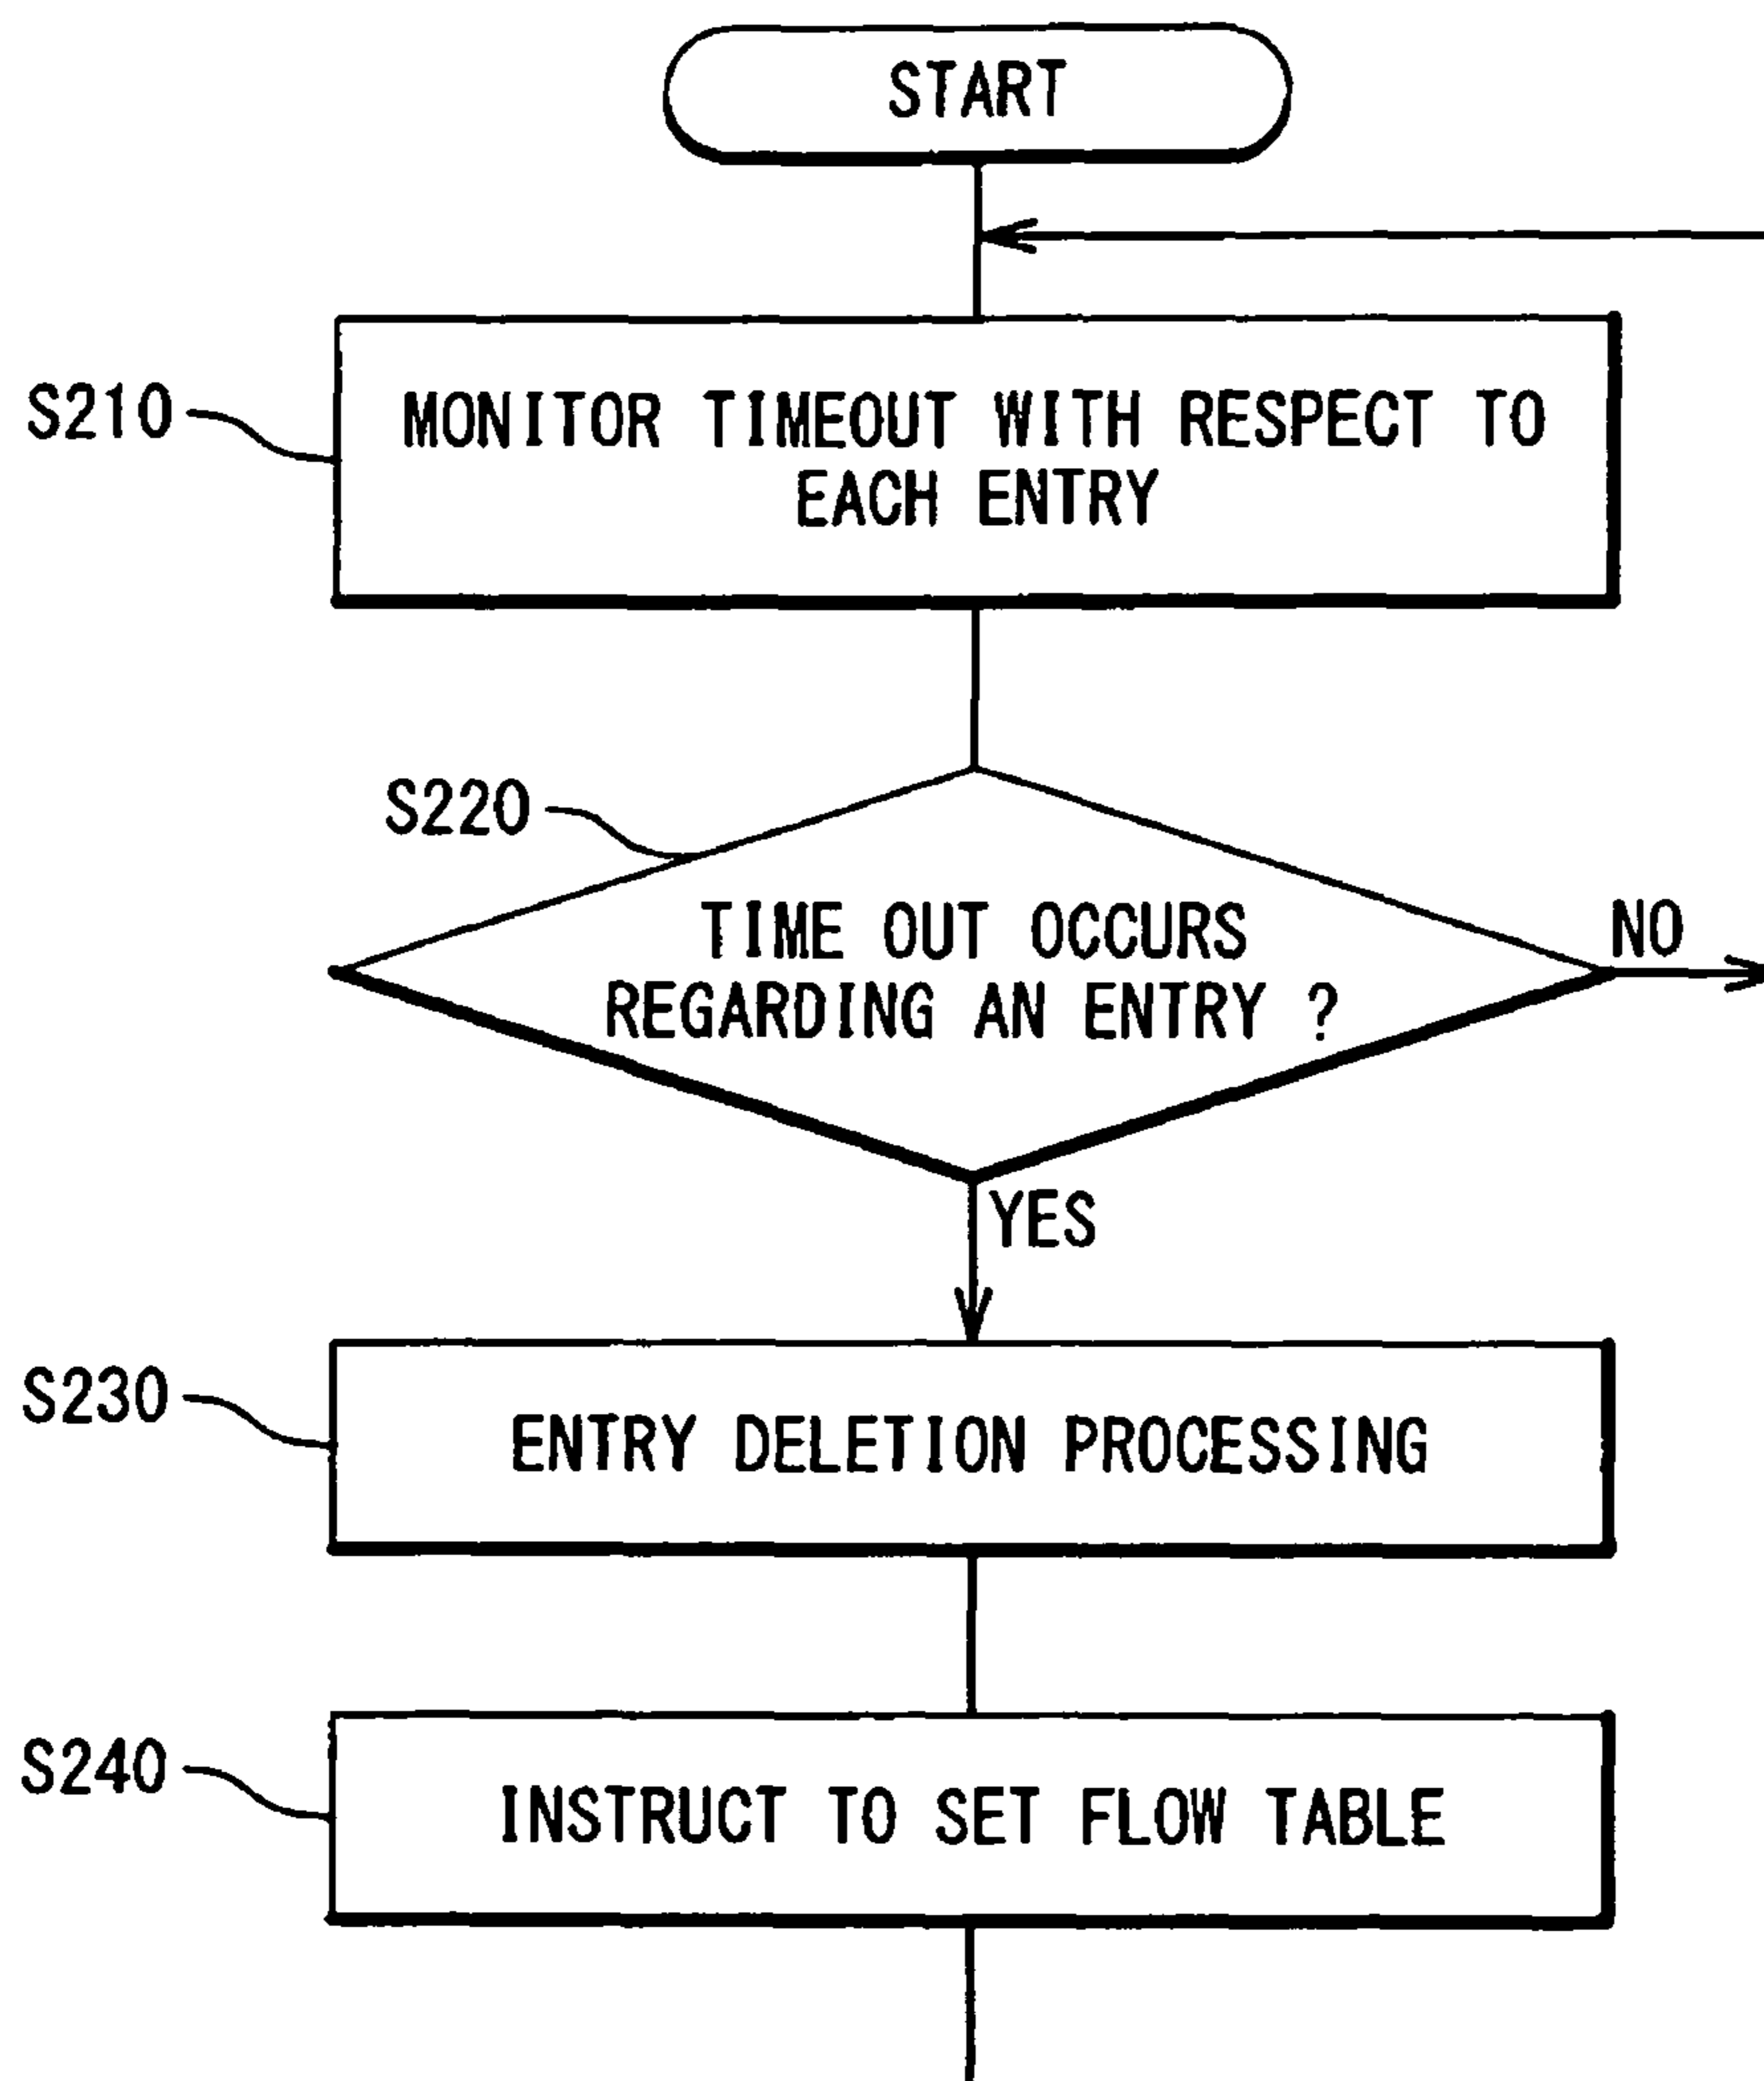 START
S210
MONITOR TIMEOUT WITH RESPECT TO
EACH ENTRY
S220
TIME OUT OCCURS
REGARDING AN ENTRY ?
NO
YES
S230
ENTRY DELETION PROCESSING
S240
INSTRUCT TO SET FLOW TABLE